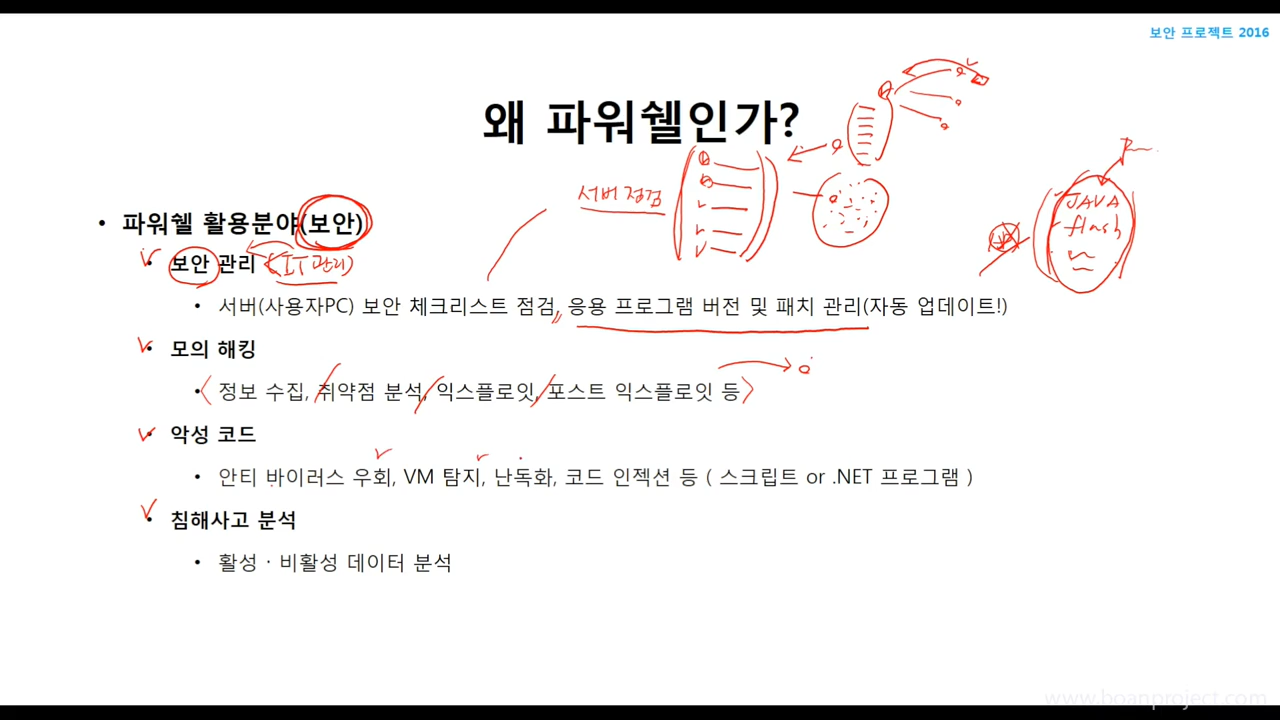 보안 프로젝트 2016
왜 파워쉘인가?
서버점검
JAVA
flash
• 파워쉘 활용분야(보안)
• 보안 관리 (IT관리)
• 서버(사용자PC) 보안 체크리스트 점검, 응용 프로그램 버전 및 패치 관리(자동 업데이트!)
• 모의 해킹
• 정보 수집, 취약점 분석, 익스플로잇, 포스트 익스플로잇 등
• 악성 코드
• 안티 바이러스 우회, VM 탐지, 난독화, 코드 인젝션 등 ( 스크립트 or .NET 프로그램 )
• 침해사고 분석
• 활성 · 비활성 데이터 분석
www.boanproject.com